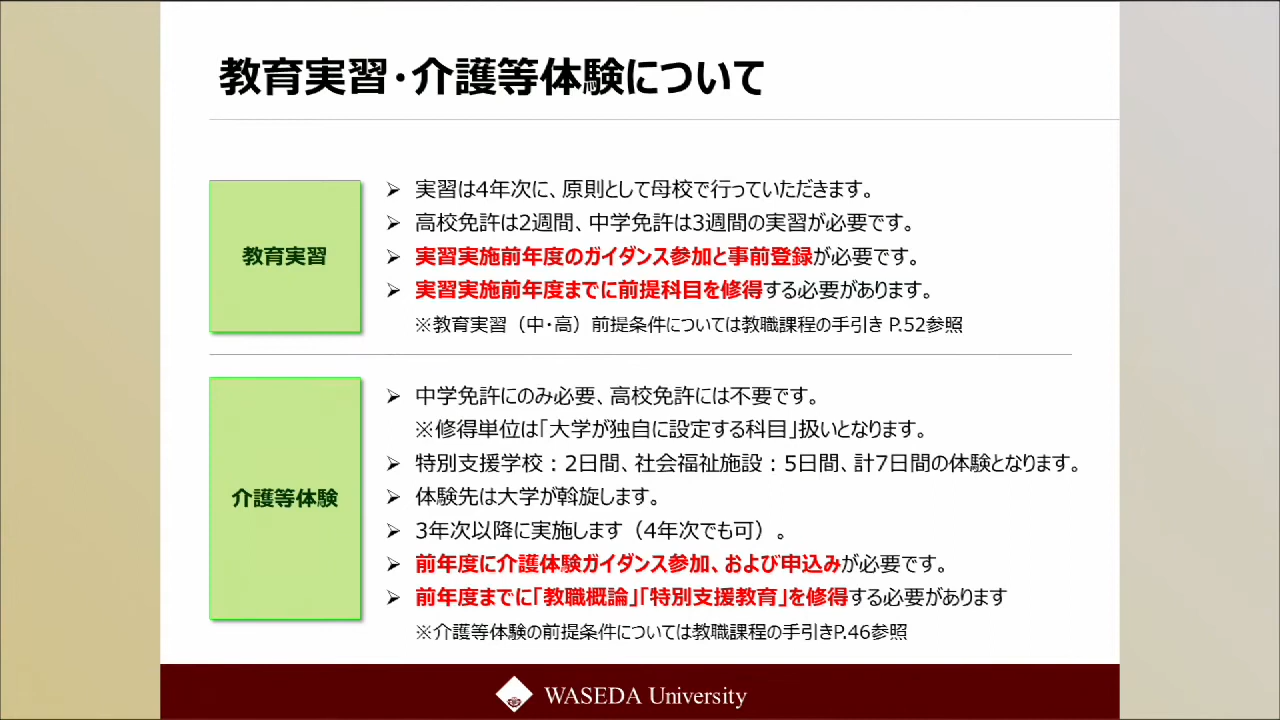 教育実習・介護等体験について
教育実習
➢ 実習は4年次に、原則として母校で行っていただきます。
➢ 高校免許は2週間、中学免許は3週間の実習が必要です。
➢ 実習実施前年度のガイダンス参加と事前登録が必要です。
➢ 実習実施前年度までに前提科目を修得する必要があります。
※教育実習（中・高）前提条件については教職課程の手引き P.52参照
介護等体験
➢ 中学免許にのみ必要、高校免許には不要です。
※修得単位は「大学が独自に設定する科目」扱いとなります。
➢ 特別支援学校：2日間、社会福祉施設：5日間、計7日間の体験となります。
➢ 体験先は大学が斡旋します。
➢ 3年次以降に実施します（4年次でも可）。
➢ 前年度に介護体験ガイダンス参加、および申込みが必要です。
➢ 前年度までに「教職概論」「特別支援教育」を修得する必要があります
※介護等体験の前提条件については教職課程の手引きP.46参照
WASEDA University